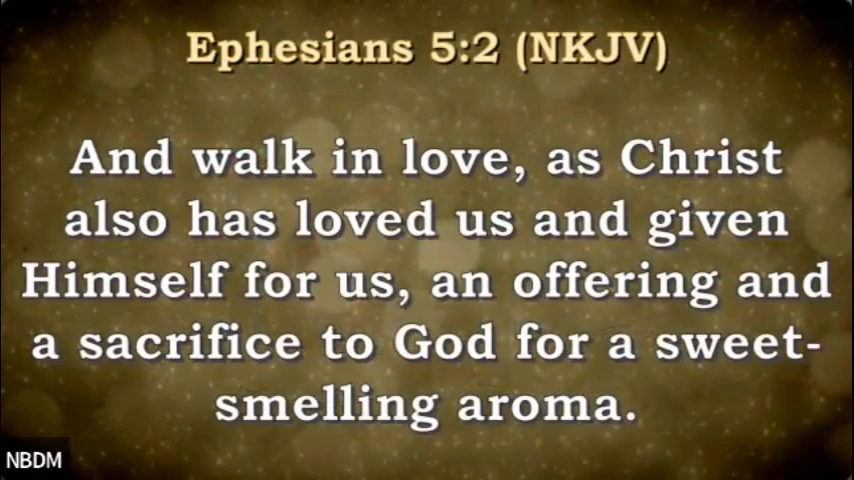 Ephesians 5:2 (NKJV)
And walk in love, as Christ
also has loved us and given
Himself for us, an offering and
a sacrifice to God for a sweet-
smelling aroma.
NBDM